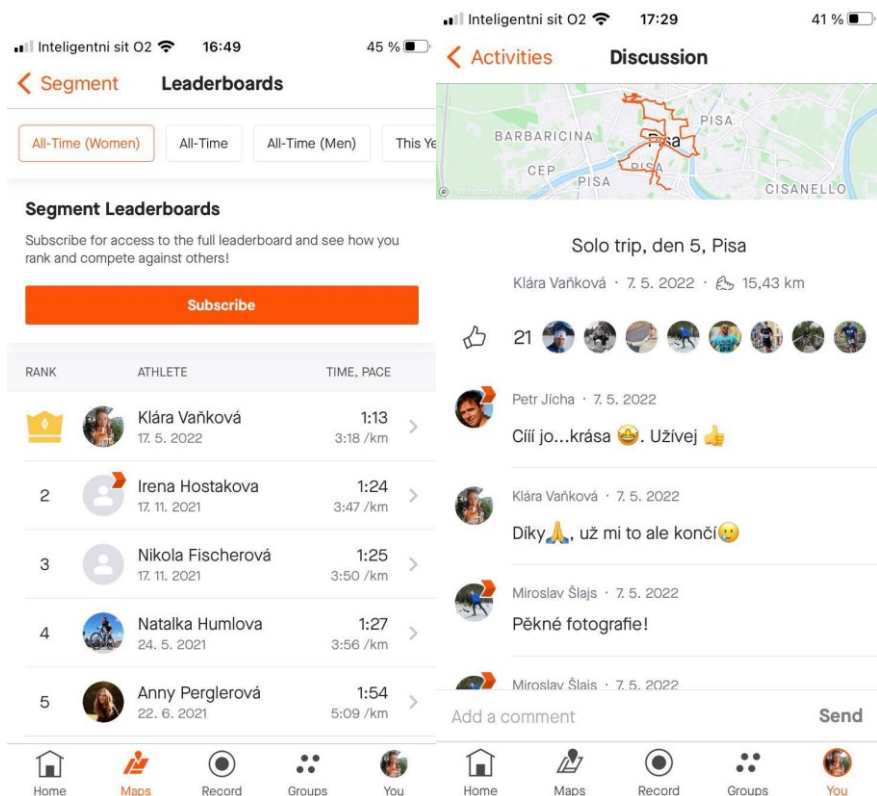 Inteligentni sit O2 16:49 45 %
Segment Leaderboards
All-Time (Women) All-Time All-Time (Men) This Ye
Segment Leaderboards
Subscribe for access to the full leaderboard and see how you
rank and compete against others!
Subscribe
RANK ATHLETE TIME, PACE
Klára Vaňková 1:13
17. 5. 2022 3:18 /km
2 Irena Hostakova 1:24
17. 11. 2021 3:47 /km
3 Nikola Fischerová 1:25
17. 11. 2021 3:50 /km
4 Natalka Humlova 1:27
24. 5. 2021 3:56 /km
5 Anny Perglerová 1:54
22. 6. 2021 5:09 /km
Home Maps Record Groups You
Inteligentni sit O2 17:29 41 %
Activities Discussion
PISA
BARBARICINA
Pisa
CEP PISA
PISA
CISANELLO
Solo trip, den 5, Pisa
Klára Vaňková · 7. 5. 2022 · 15,43 km
21
Petr Jícha · 7. 5. 2022
Cííí jo...krása 🤩. Užívej 👍
Klára Vaňková · 7. 5. 2022
Díky🙏, už mi to ale končí🥲
Miroslav Šlajs · 7. 5. 2022
Pěkné fotografie!
Miroslav Šlajs · 7. 5. 2022
Add a comment Send
Home Maps Record Groups You